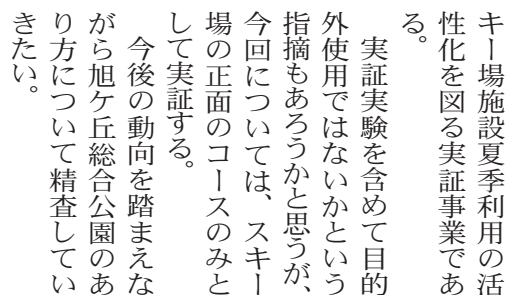 キー場施設夏季利用の活
性化を図る実証事業であ
る。
実証実験を含めて目的
外使用ではないかという
指摘もあろうかと思うが、
今回については、スキー
場の正面のコースのみと
して実証する。
今後の動向を踏まえな
がら旭ケ丘総合公園のあ
り方について精査してい
きたい。